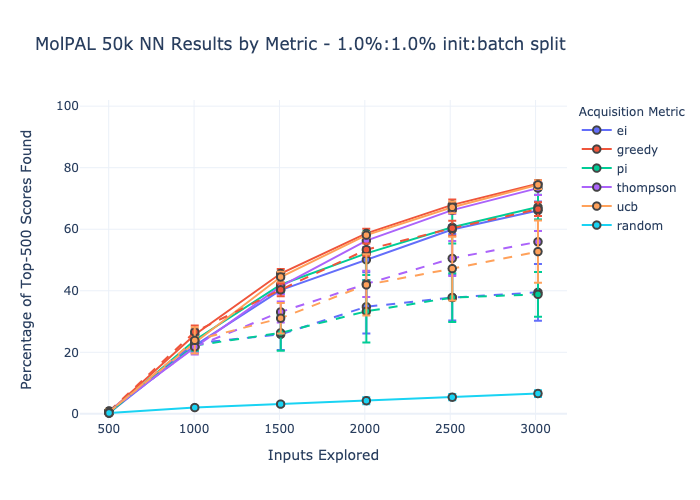 MolPAL 50k NN Results by Metric - 1.0%:1.0% init:batch split
Percentage of Top-500 Scores Found
100
80
60
40
20
0
500
1000
1500
2000
2500
3000
Inputs Explored
Acquisition Metric
ei
greedy
pi
thompson
ucb
random